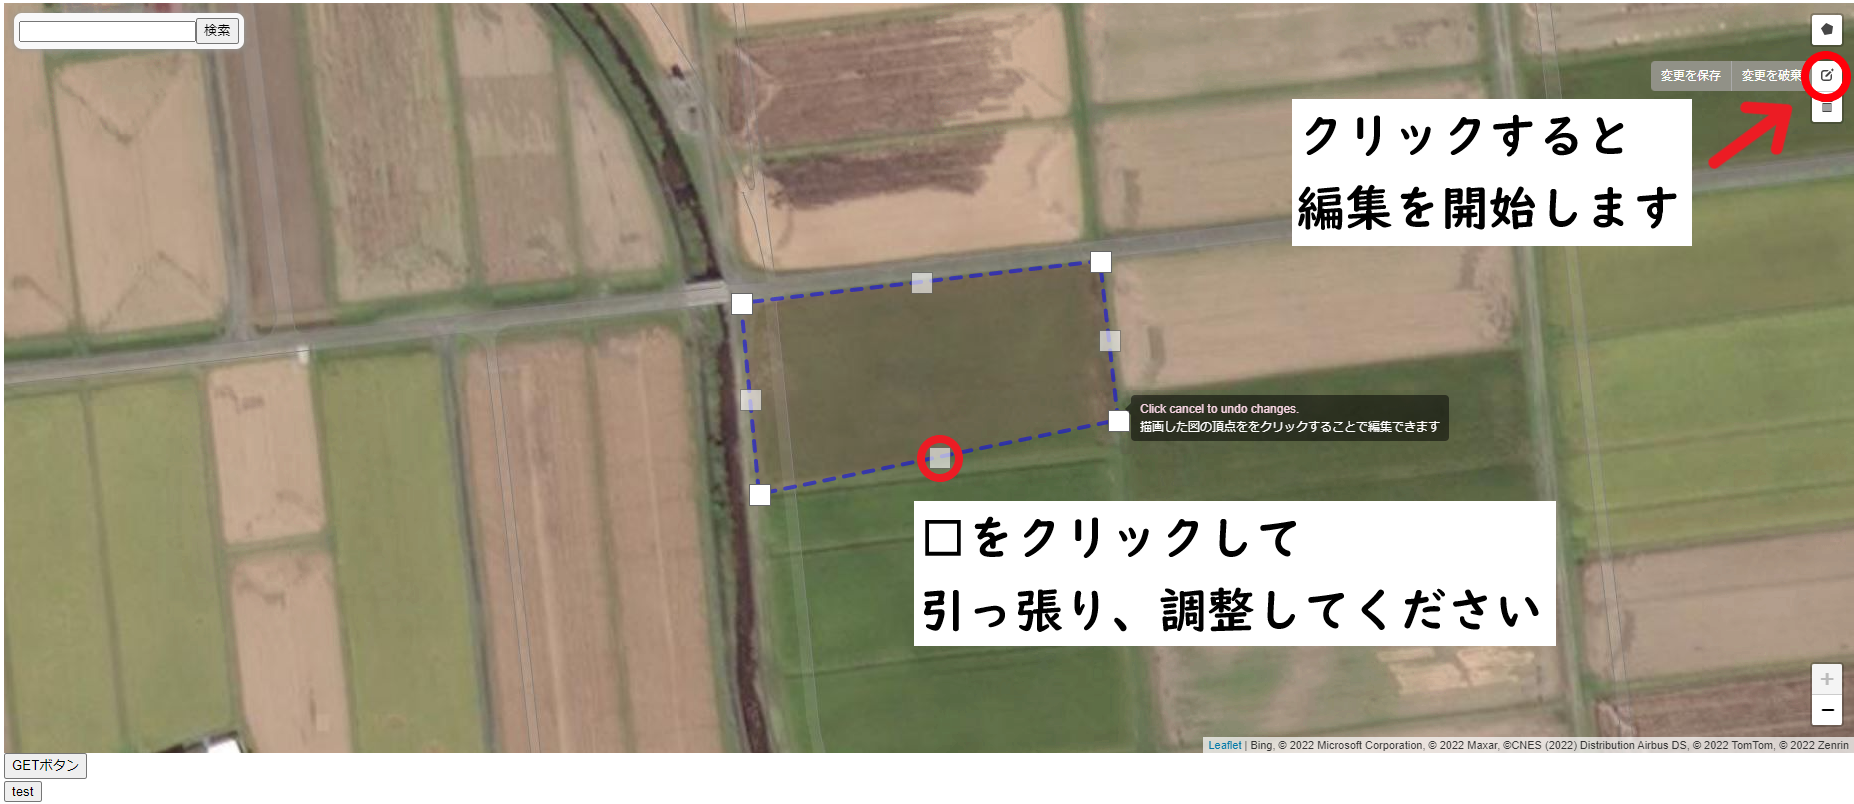 検索
変更を保存 変更を破棄
クリックすると
編集を開始します
Click cancel to undo changes.
描画した図の頂点ををクリックすることで編集できます
□をクリックして
引っ張り、調整してください
+
−
Leaflet | Bing, © 2022 Microsoft Corporation, © 2022 Maxar, ©CNES (2022) Distribution Airbus DS, © 2022 TomTom, © 2022 Zenrin
GETボタン
test